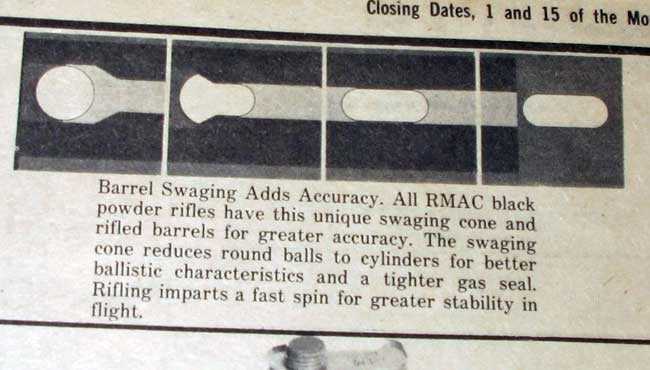 Closing Dates, 1 and 15 of the Mo
Barrel Swaging Adds Accuracy. All RMAC black
powder rifles have this unique swaging cone and
rifled barrels for greater accuracy. The swaging
cone reduces round balls to cylinders for better
ballistic characteristics and a tighter gas seal.
Rifling imparts a fast spin for greater stability in
flight.